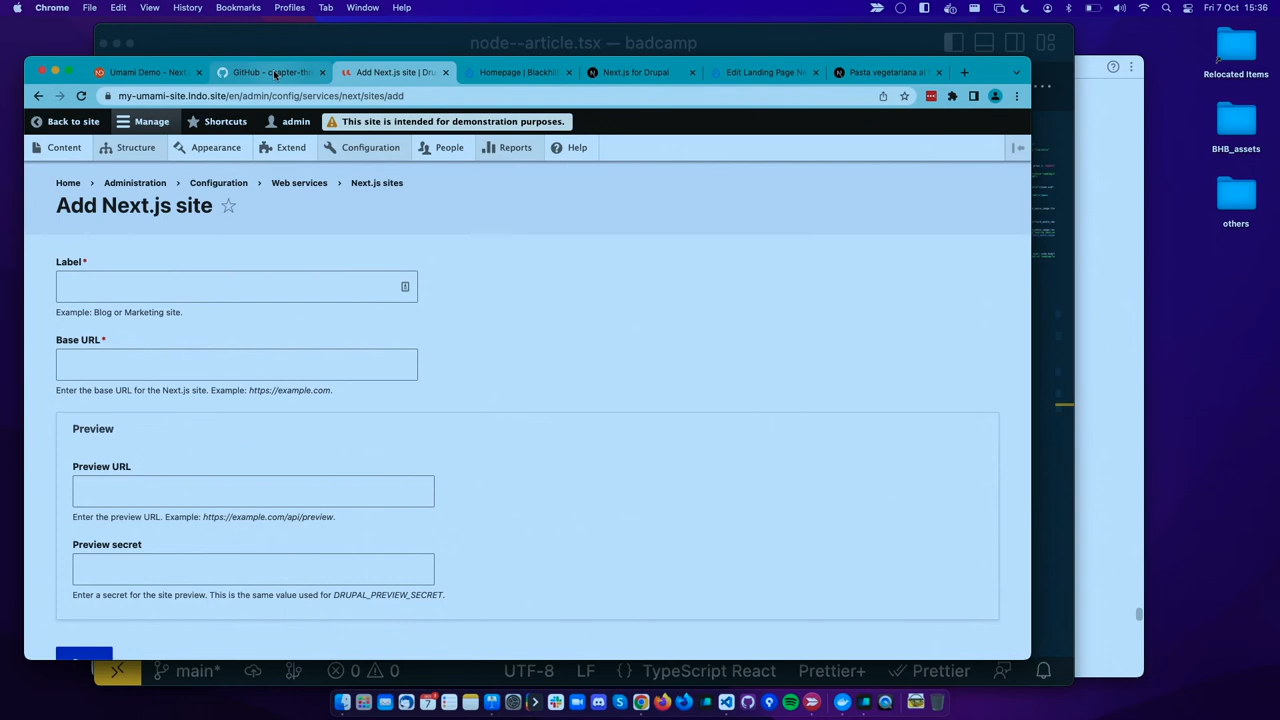 Chrome File Edit View History Bookmarks Profiles Tab Window Help Fri 7 Oct 15:36
node--article.tsx — badcamp
Umami Demo - Next
GitHub - chapter-thr
Add Next.js site | Dru
Homepage | Blackhill
Next.js for Drupal
Edit Landing Page Ne
Pasta vegetariana al
my-umami-site.lndo.site/en/admin/config/services/next/sites/add
Back to site Manage Shortcuts admin This site is intended for demonstration purposes.
Content Structure Appearance Extend Configuration People Reports Help
Home › Administration › Configuration › Web services › Next.js sites
Add Next.js site
Label*
Example: Blog or Marketing site.
Base URL*
Enter the base URL for the Next.js site. Example: https://example.com.
Preview
Preview URL
Enter the preview URL. Example: https://example.com/api/preview.
Preview secret
Enter a secret for the site preview. This is the same value used for DRUPAL_PREVIEW_SECRET.
main* 0 0 UTF-8 LF {} TypeScript React Prettier+ Prettier
Relocated Items
BHB_assets
others